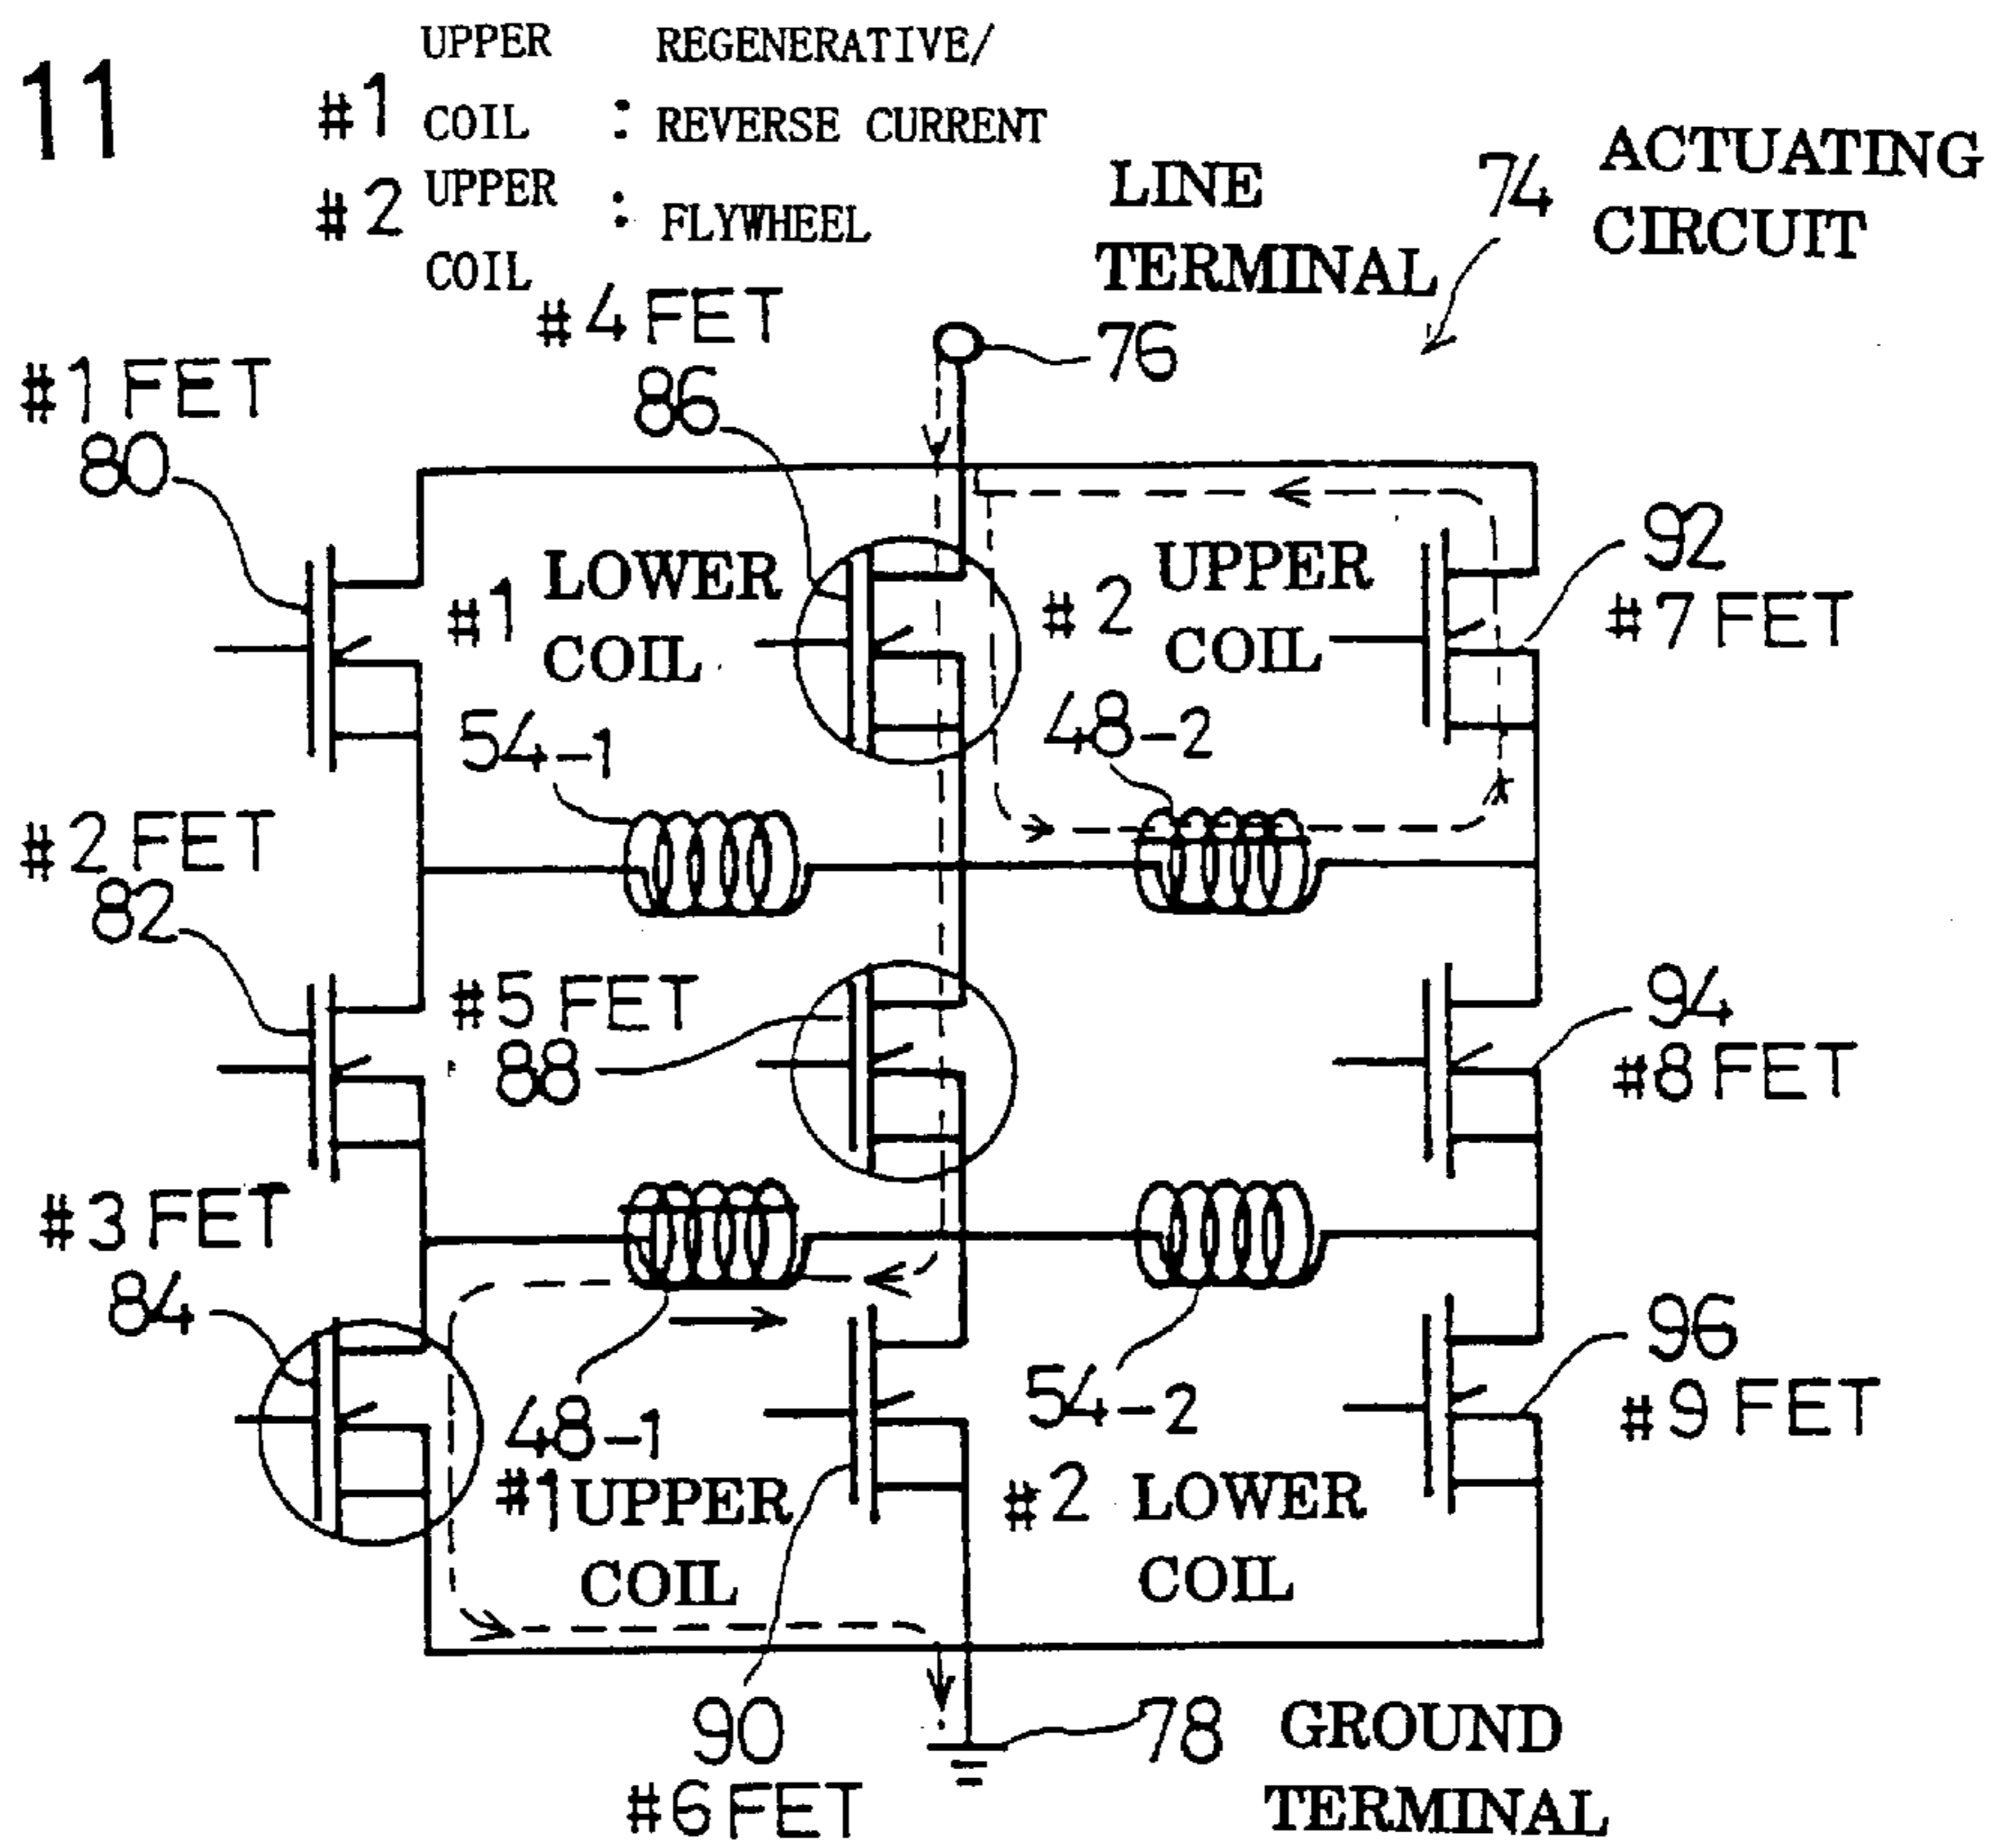 11
#1 UPPER COIL : REGENERATIVE/
REVERSE CURRENT
#2 UPPER COIL : FLYWHEEL
LINE
TERMINAL
76
74 ACTUATING
CIRCUIT
#4 FET
86
#1 FET
80
#1 LOWER
COIL
54-1
#2 UPPER
COIL
48-2
92
#7 FET
#2 FET
82
#5 FET
88
94
#8 FET
#3 FET
84
48-1
#1 UPPER
COIL
54-2
#2 LOWER
COIL
96
#9 FET
90
#6 FET
78 GROUND
TERMINAL